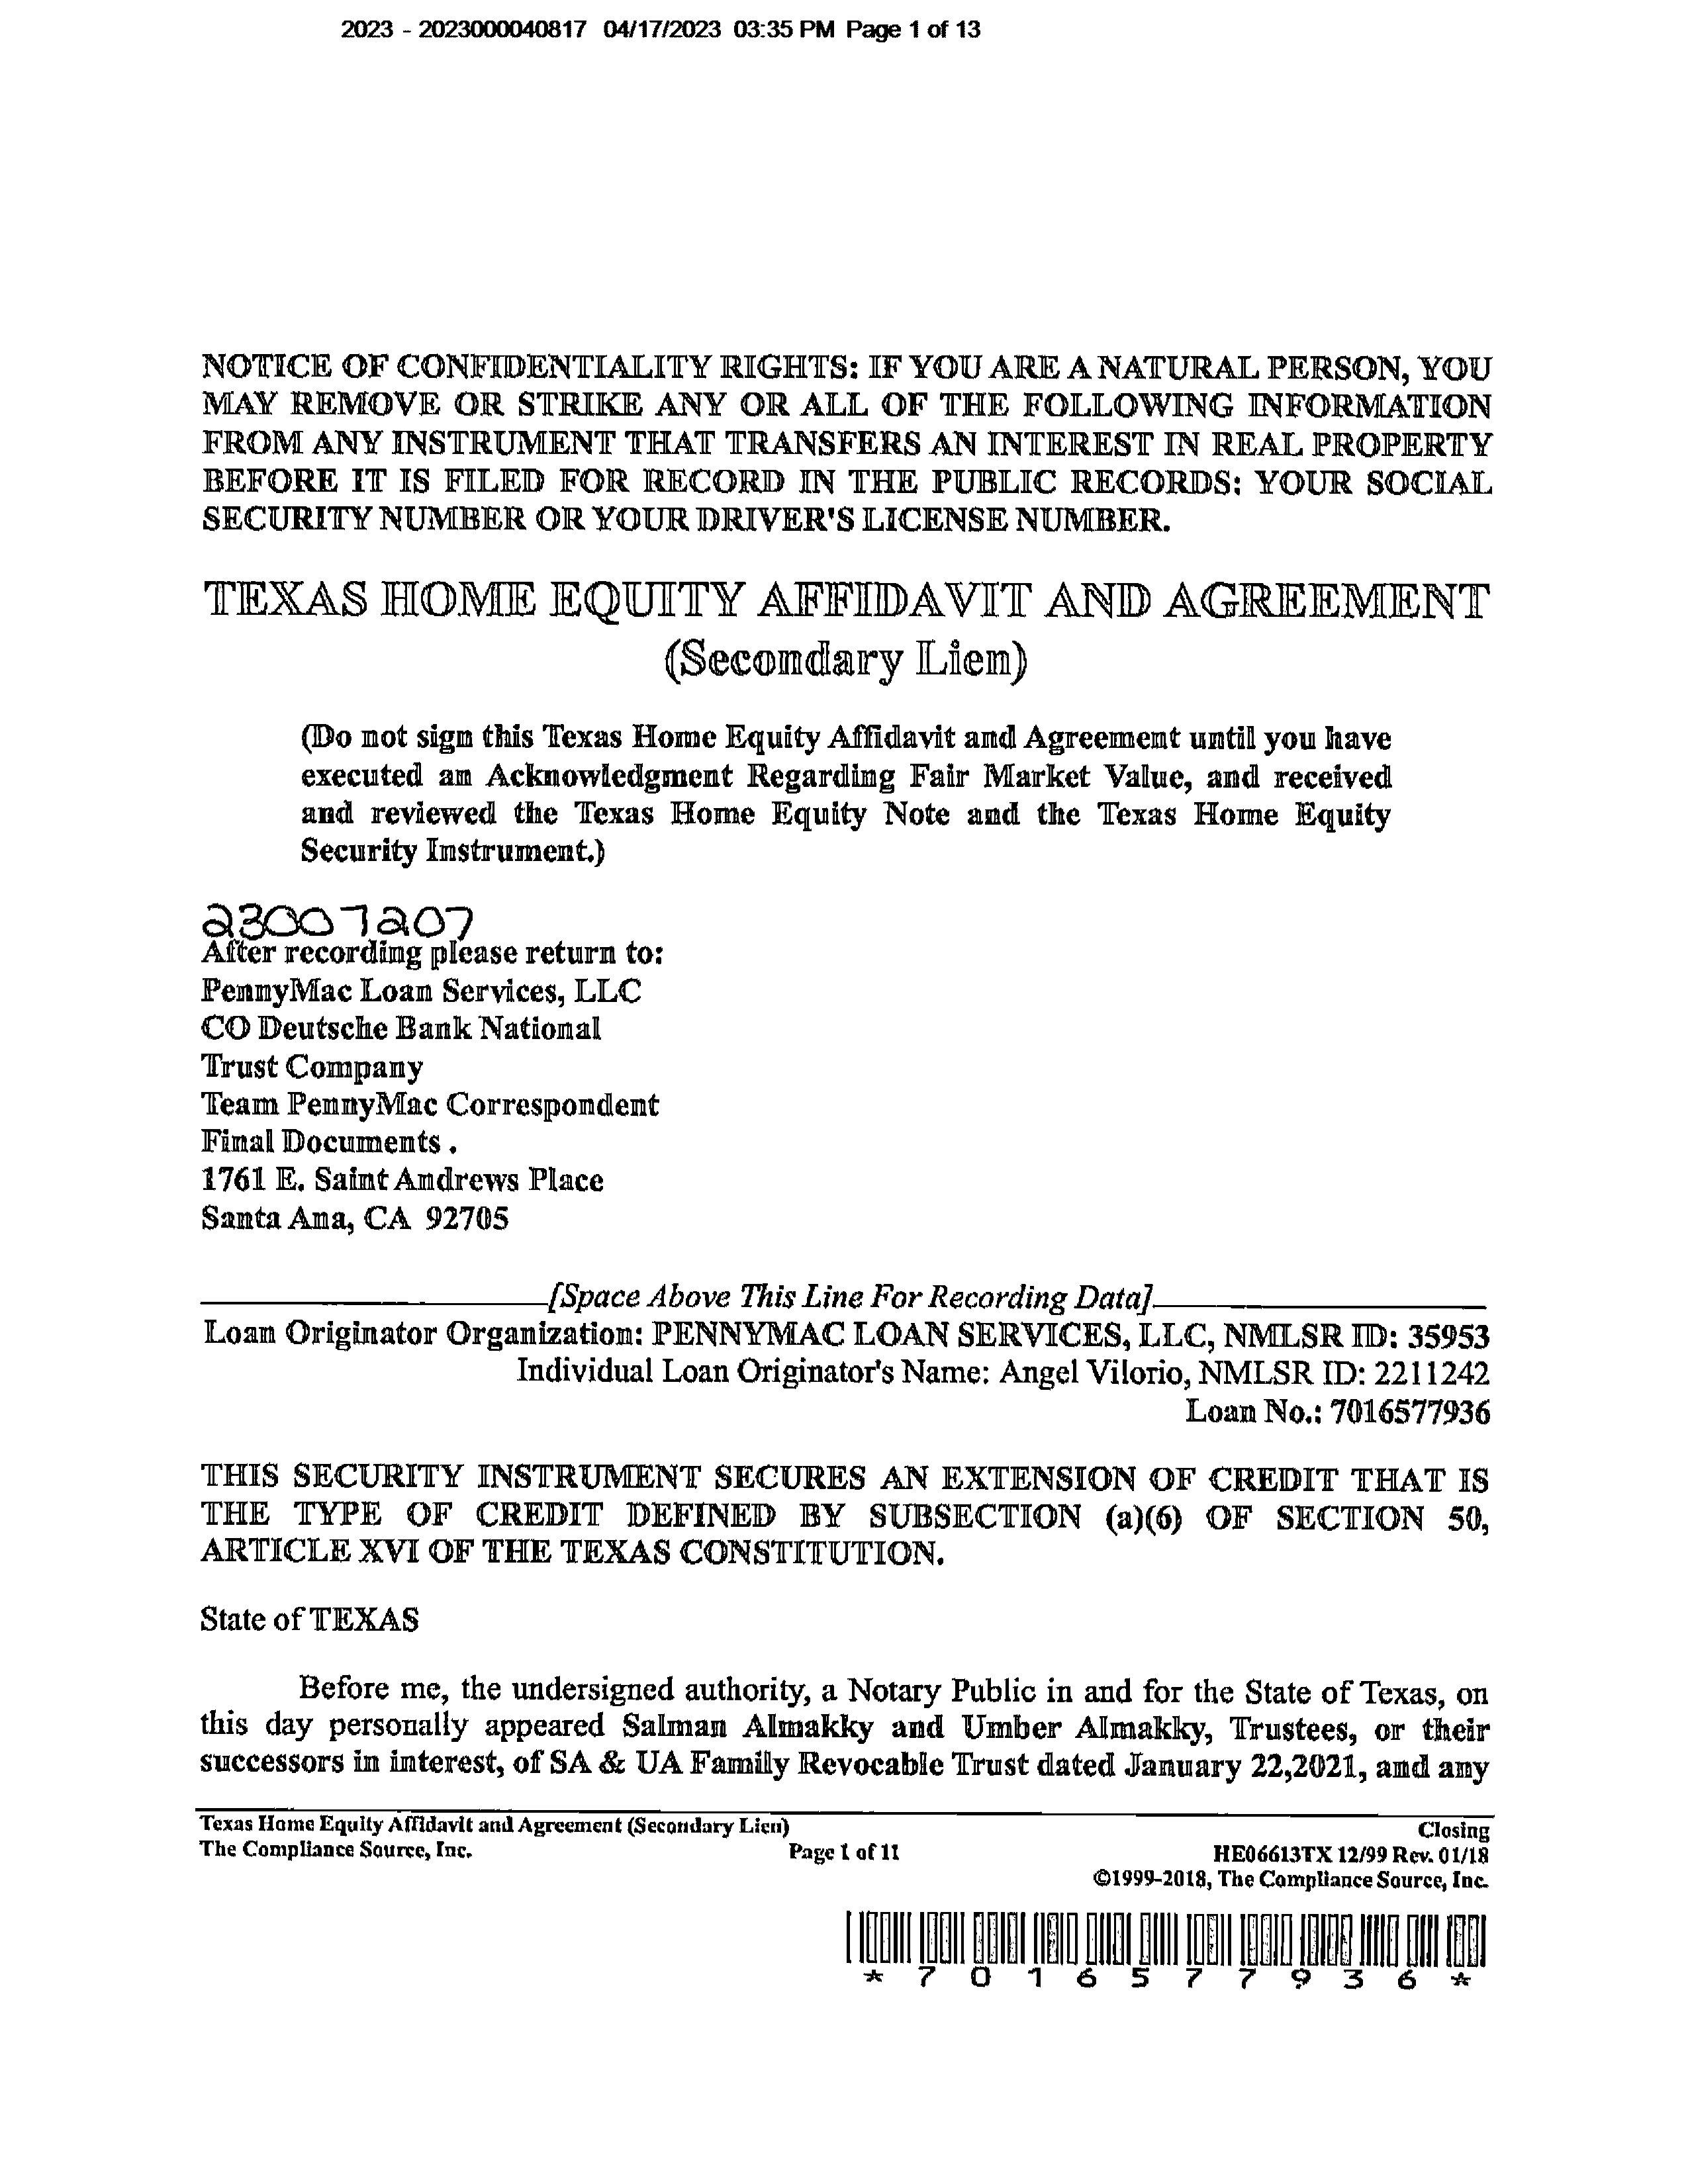 2023 - 2023000040817 04/17/2023 03:35 PM Page 1 of 13
NOTICE OF CONFIDENTIALITY RIGHTS: IF YOU ARE A NATURAL PERSON, YOU
MAY REMOVE OR STRIKE ANY OR ALL OF THE FOLLOWING INFORMATION
FROM ANY INSTRUMENT THAT TRANSFERS AN INTEREST IN REAL PROPERTY
BEFORE IT IS FILED FOR RECORD IN THE PUBLIC RECORDS: YOUR SOCIAL
SECURITY NUMBER OR YOUR DRIVER'S LICENSE NUMBER.
TEXAS HOME EQUITY AFFIDAVIT AND AGREEMENT
(Secondary Lien)
(Do not sign this Texas Home Equity Affidavit and Agreement until you have
executed an Acknowledgment Regarding Fair Market Value, and received
and reviewed the Texas Home Equity Note and the Texas Home Equity
Security Instrument.)
23007207
After recording please return to:
PennyMac Loan Services, LLC
CO Deutsche Bank National
Trust Company
Team PennyMac Correspondent
Final Documents .
1761 E. Saint Andrews Place
Santa Ana, CA 92705
[Space Above This Line For Recording Data]
Loan Originator Organization: PENNYMAC LOAN SERVICES, LLC, NMLSR ID: 35953
Individual Loan Originator's Name: Angel Vilorio, NMLSR ID: 2211242
Loan No.: 7016577936
THIS SECURITY INSTRUMENT SECURES AN EXTENSION OF CREDIT THAT IS
THE TYPE OF CREDIT DEFINED BY SUBSECTION (a)(6) OF SECTION 50,
ARTICLE XVI OF THE TEXAS CONSTITUTION.
State of TEXAS
Before me, the undersigned authority, a Notary Public in and for the State of Texas, on
this day personally appeared Salman Almakky and Umber Almakky, Trustees, or their
successors in interest, of SA & UA Family Revocable Trust dated January 22,2021, and any
Texas Home Equity Affidavit and Agreement (Secondary Lien)
Closing
The Compliance Source, Inc.
Page 1 of 11
HE06613TX 12/99 Rev. 01/18
©1999-2018, The Compliance Source, Inc.
* 7 0 1 6 5 7 7 9 3 6 *